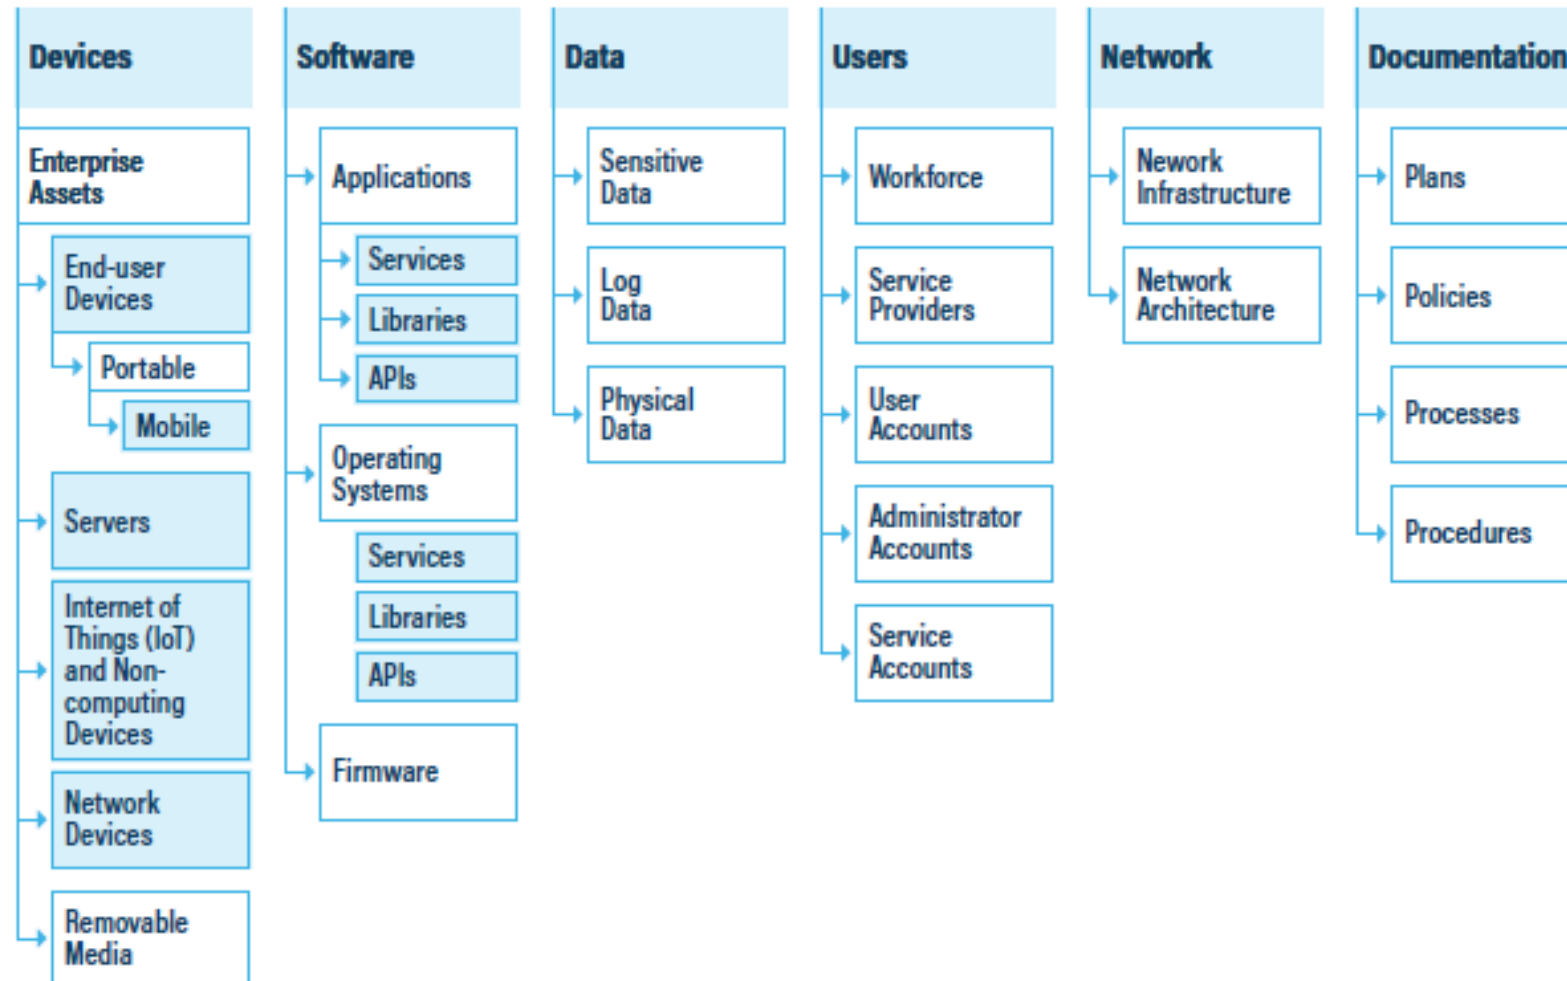 Devices
Enterprise
Assets
End-user
Devices
Portable
Mobile
Servers
Internet of
Things (IoT)
and Non-
computing
Devices
Network
Devices
Removable
Media
Software
Applications
Services
Libraries
APIs
Operating
Systems
Services
Libraries
APIs
Firmware
Data
Sensitive
Data
Log
Data
Physical
Data
Users
Workforce
Service
Providers
User
Accounts
Administrator
Accounts
Service
Accounts
Network
Nework
Infrastructure
Network
Architecture
Documentation
Plans
Policies
Processes
Procedures